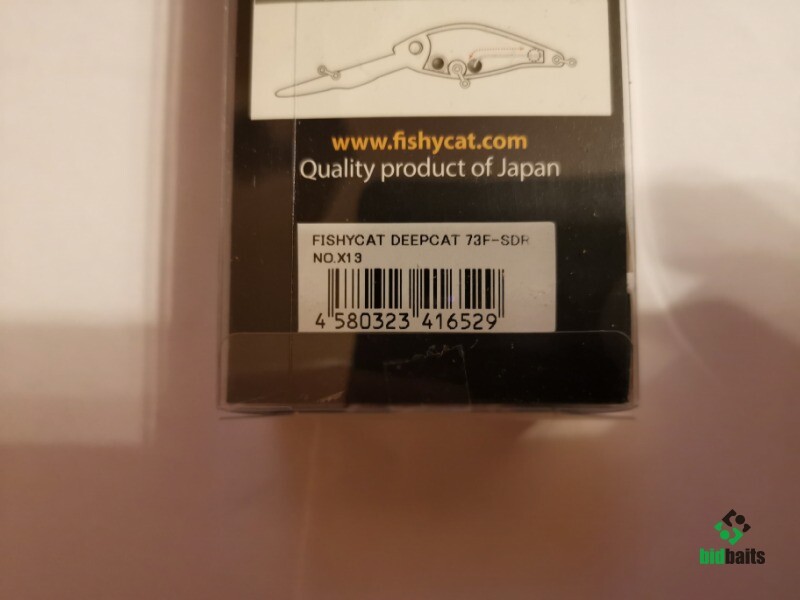 www.fishycat.com
Quality product of Japan
FISHYCAT DEEPCAT 73F-SDR
NO.X13
4 580323 416529
bidbaits